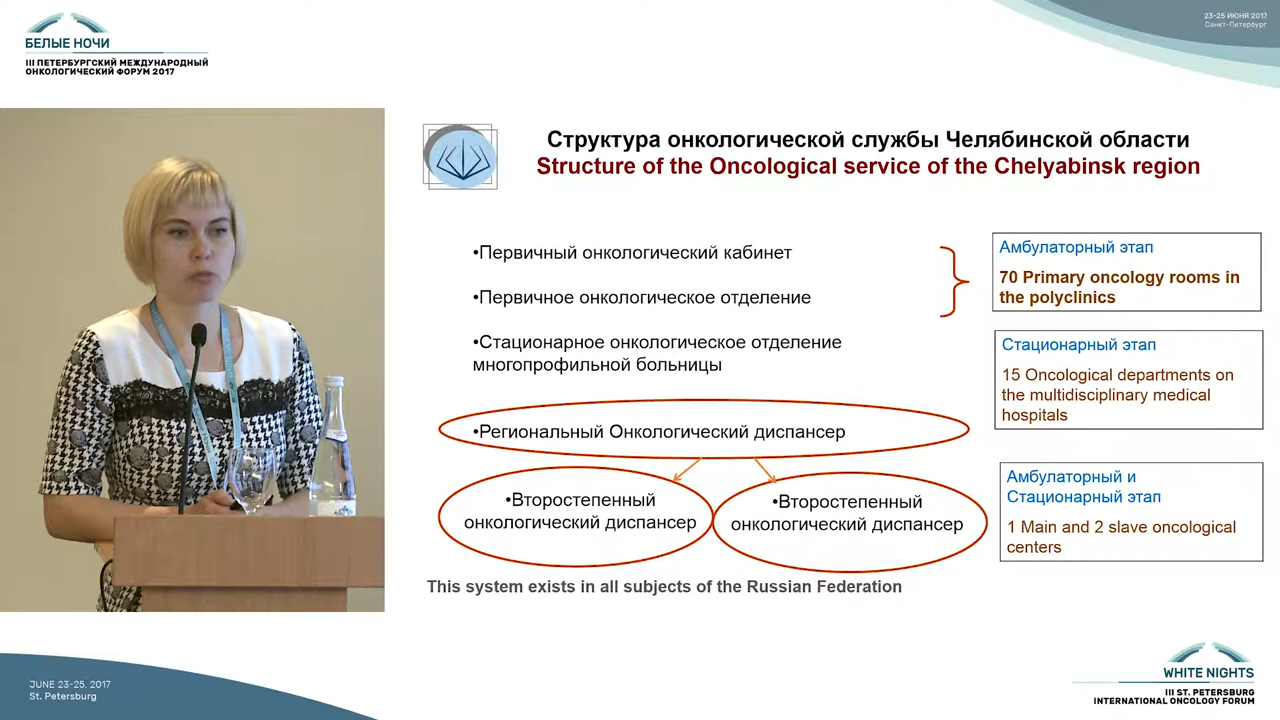 БЕЛЫЕ НОЧИ
III ПЕТЕРБУРГСКИЙ МЕЖДУНАРОДНЫЙ
ОНКОЛОГИЧЕСКИЙ ФОРУМ 2017
23-25 ИЮНЯ 2017
Санкт-Петербург
Структура онкологической службы Челябинской области
Structure of the Oncological service of the Chelyabinsk region
•Первичный онкологический кабинет
•Первичное онкологическое отделение
•Стационарное онкологическое отделение
многопрофильной больницы
•Региональный Онкологический диспансер
•Второстепенный
онкологический диспансер
•Второстепенный
онкологический диспансер
Амбулаторный этап
70 Primary oncology rooms in
the polyclinics
Стационарный этап
15 Oncological departments on
the multidisciplinary medical
hospitals
Амбулаторный и
Стационарный этап
1 Main and 2 slave oncological
centers
This system exists in all subjects of the Russian Federation
JUNE 23-25. 2017
St. Petersburg
WHITE NIGHTS
III ST. PETERSBURG
INTERNATIONAL ONCOLOGY FORUM